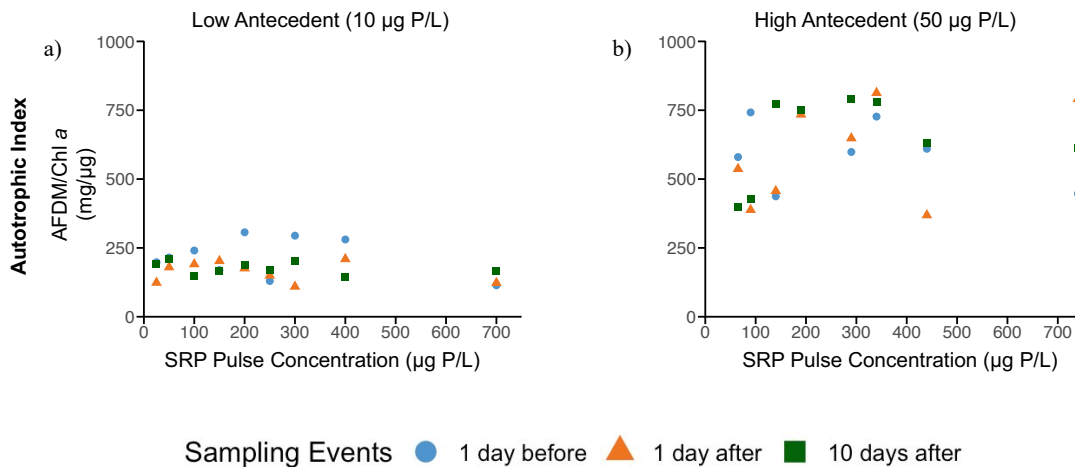 Low Antecedent (10 µg P/L)
High Antecedent (50 µg P/L)
a)
b)
Autotrophic Index
AFDM/Chl a
(mg/µg)
1000
750
500
250
0
0 100 200 300 400 500 600 700
SRP Pulse Concentration (µg P/L)
1000
750
500
250
0
0 100 200 300 400 500 600 700
SRP Pulse Concentration (µg P/L)
Sampling Events 1 day before 1 day after 10 days after